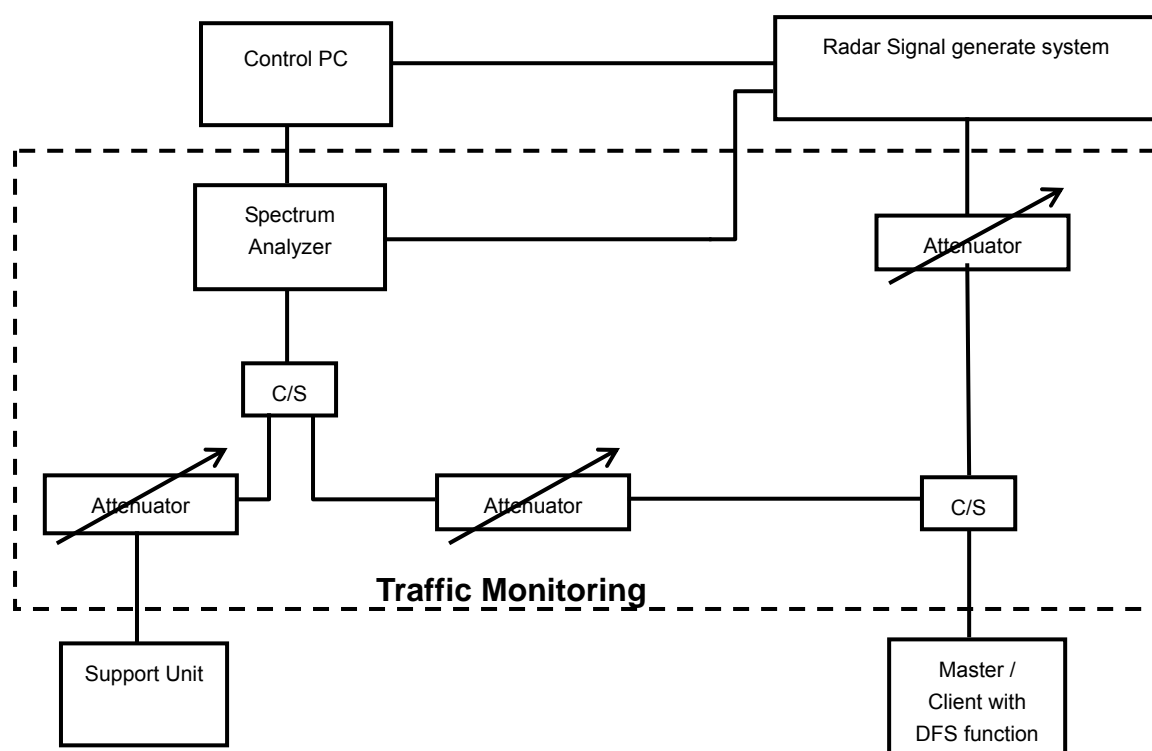 Control PC
Radar Signal generate system
Spectrum
Analyzer
Attenuator
C/S
Attenuator
Attenuator
C/S
Traffic Monitoring
Support Unit
Master /
Client with
DFS function